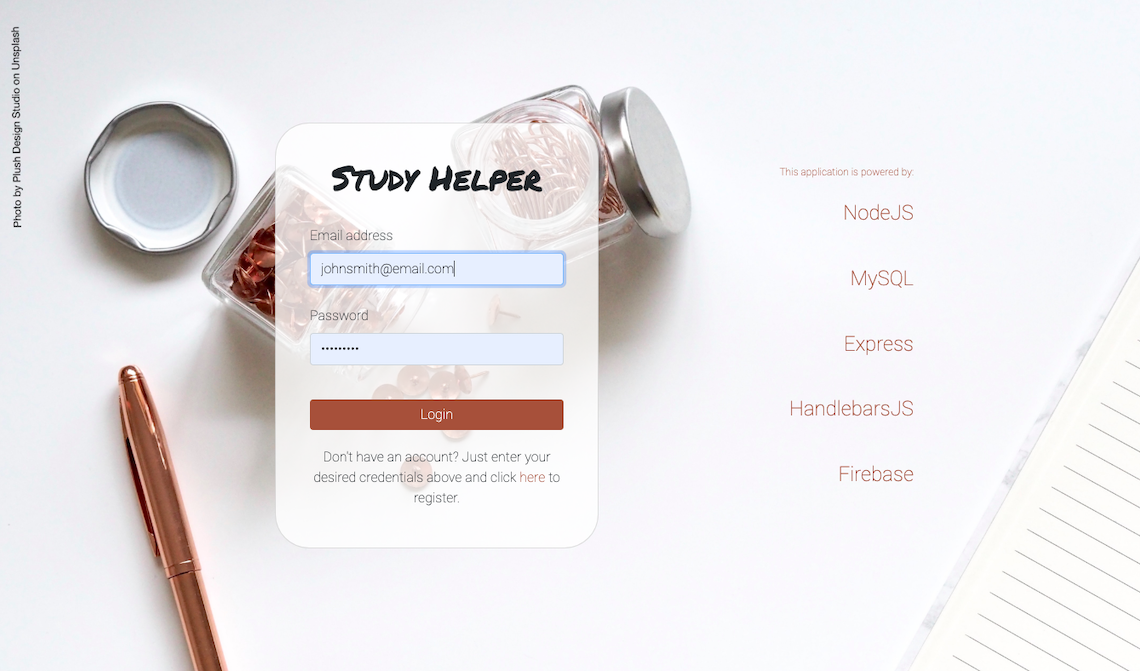 Photo by Plush Design Studio on Unsplash
Study Helper
Email address
johnsmith@email.com
Password
•••••••••
Login
Don't have an account? Just enter your
desired credentials above and click here to
register.
This application is powered by:
NodeJS
MySQL
Express
HandlebarsJS
Firebase